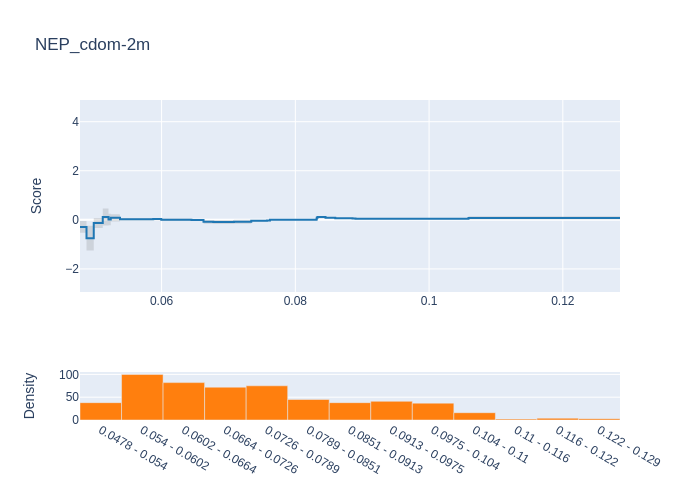 NEP_cdom-2m
Score
4
2
0
−2
0.06
0.08
0.1
0.12
Density
100
50
0
0.0478 - 0.054
0.054 - 0.0602
0.0602 - 0.0664
0.0664 - 0.0726
0.0726 - 0.0789
0.0789 - 0.0851
0.0851 - 0.0913
0.0913 - 0.0975
0.0975 - 0.104
0.104 - 0.11
0.11 - 0.116
0.116 - 0.122
0.122 - 0.129